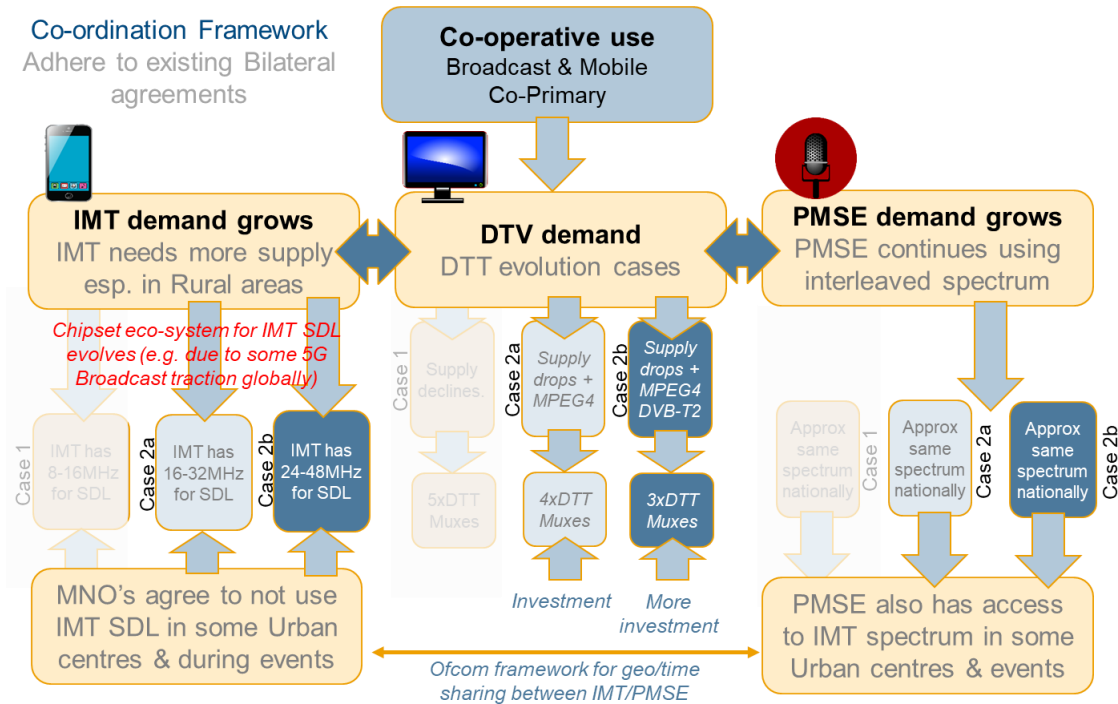 Co-ordination Framework
Adhere to existing Bilateral
agreements
Co-operative use
Broadcast & Mobile
Co-Primary
IMT demand grows
IMT needs more supply
esp. in Rural areas
DTV demand
DTT evolution cases
PMSE demand grows
PMSE continues using
interleaved spectrum
Chipset eco-system for IMT SDL
evolves (e.g. due to some 5G
Broadcast traction globally)
Case 1
IMT has
8-16MHz
for SDL
Case 2a
IMT has
16-32MHz
for SDL
Case 2b
IMT has
24-48MHz
for SDL
Case 1
Supply
declines.
Case 2a
Supply
drops +
MPEG4
Case 2b
Supply
drops +
MPEG4
DVB-T2
5xDTT
Muxes
4xDTT
Muxes
3xDTT
Muxes
Approx
same
spectrum
nationally
Case 1
Approx
same
spectrum
nationally
Case 2a
Approx
same
spectrum
nationally
Case 2b
MNO's agree to not use
IMT SDL in some Urban
centres & during events
Investment
More
investment
PMSE also has access
to IMT spectrum in some
Urban centres & events
Ofcom framework for geo/time
sharing between IMT/PMSE